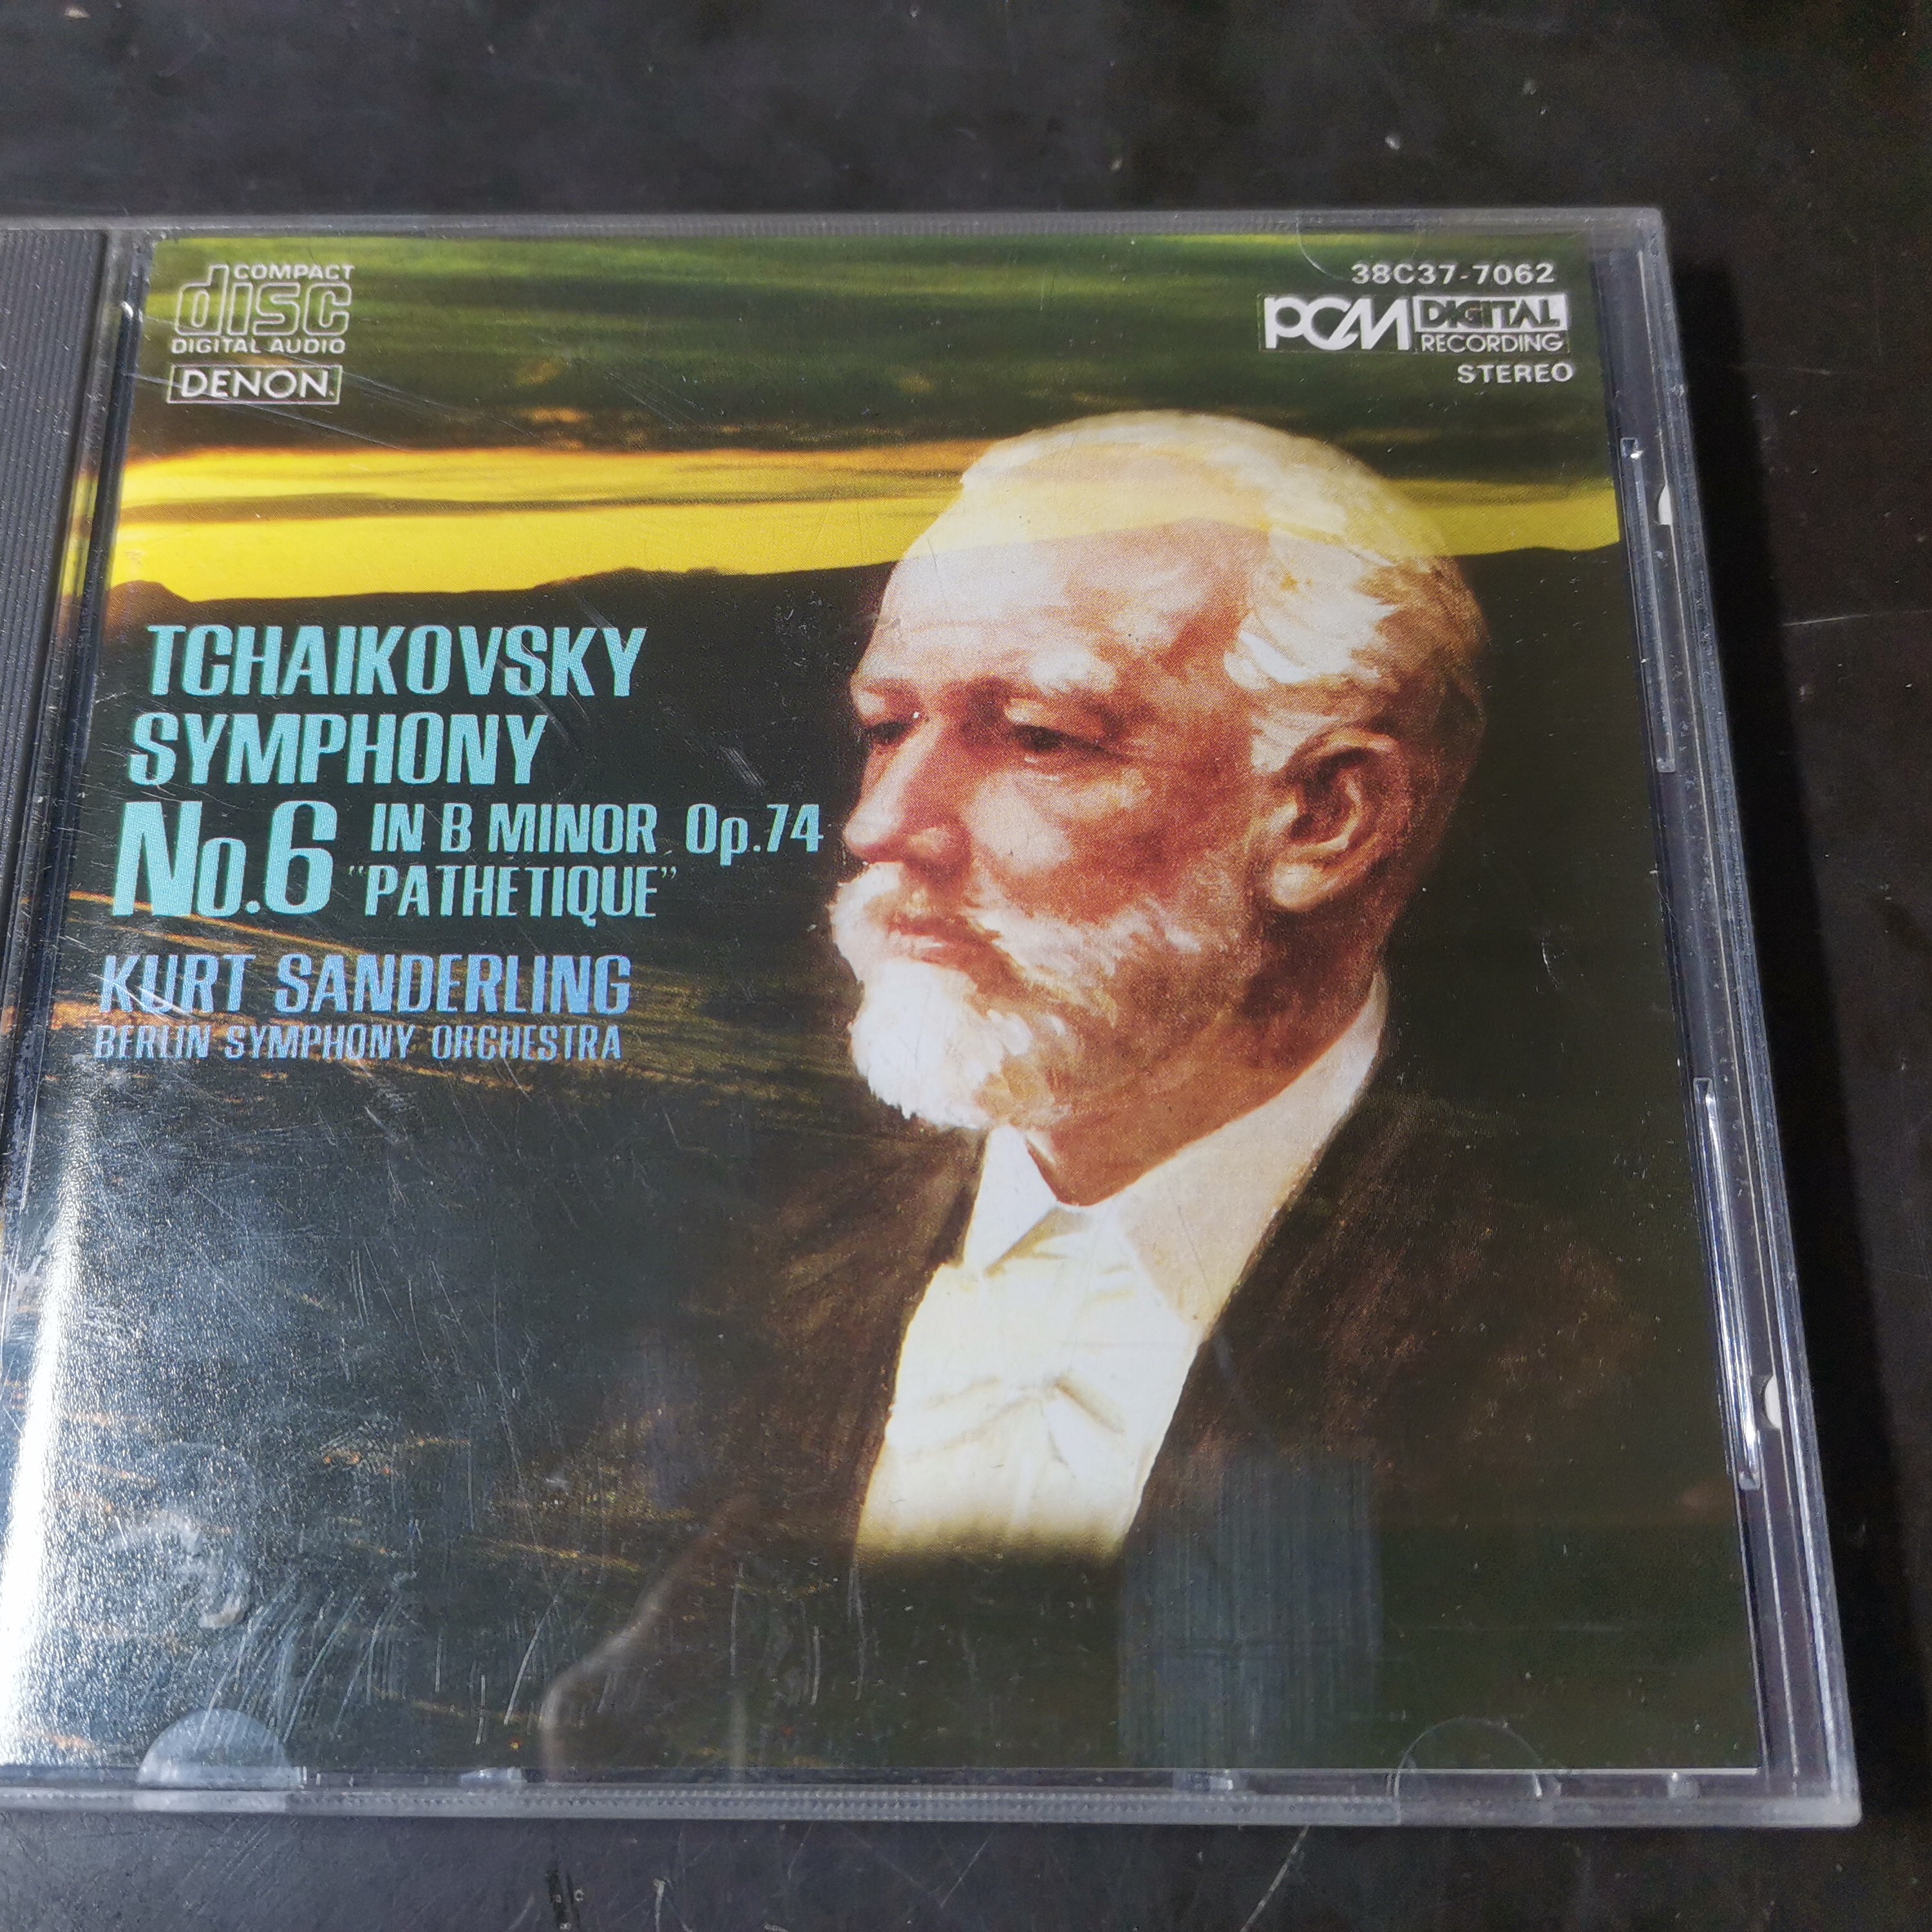 COMPACT
disc
DIGITAL AUDIO
DENON
38C37-7062
PCM DIGITAL
RECORDING
STEREO
TCHAIKOVSKY
SYMPHONY
No.6 IN B MINOR Op.74
"PATHETIQUE"
KURT SANDERLING
BERLIN SYMPHONY ORCHESTRA